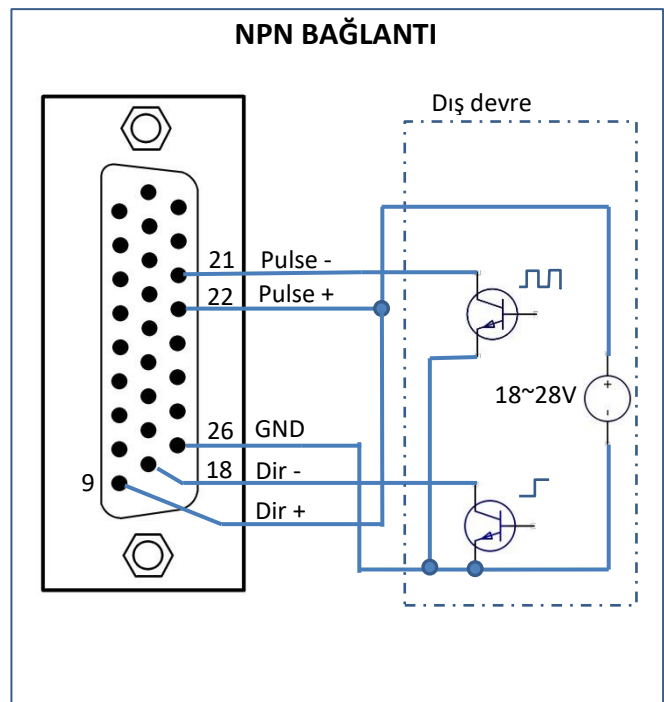 NPN BAĞLANTI
Dış devre
21 Pulse -
22 Pulse +
18~28V
+
-
26 GND
18 Dir -
9
Dir +